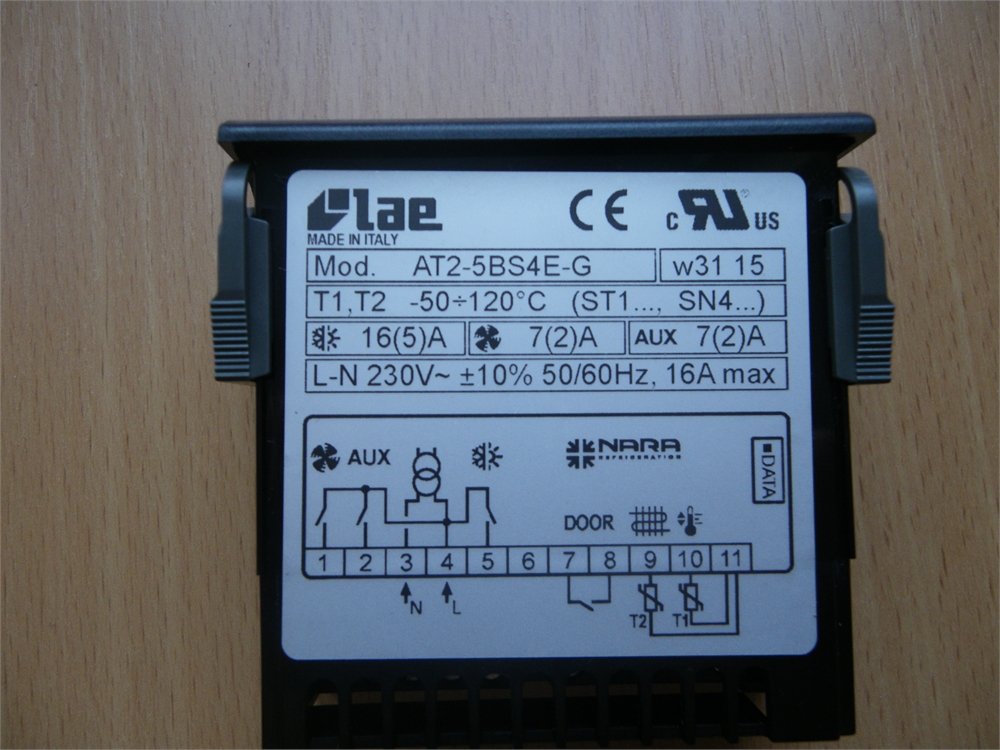 lae
MADE IN ITALY
CE
c RU US ®
Mod. AT2-5BS4E-G w31 15
T1,T2 -50÷120°C (ST1..., SN4...)
16(5)A 7(2)A AUX 7(2)A
L-N 230V~ ±10% 50/60Hz, 16A max
AUX
NARA
REFRIGERATION
DATA
DOOR
1 2 3 4 5 6 7 8 9 10 11
N L
T2 T1